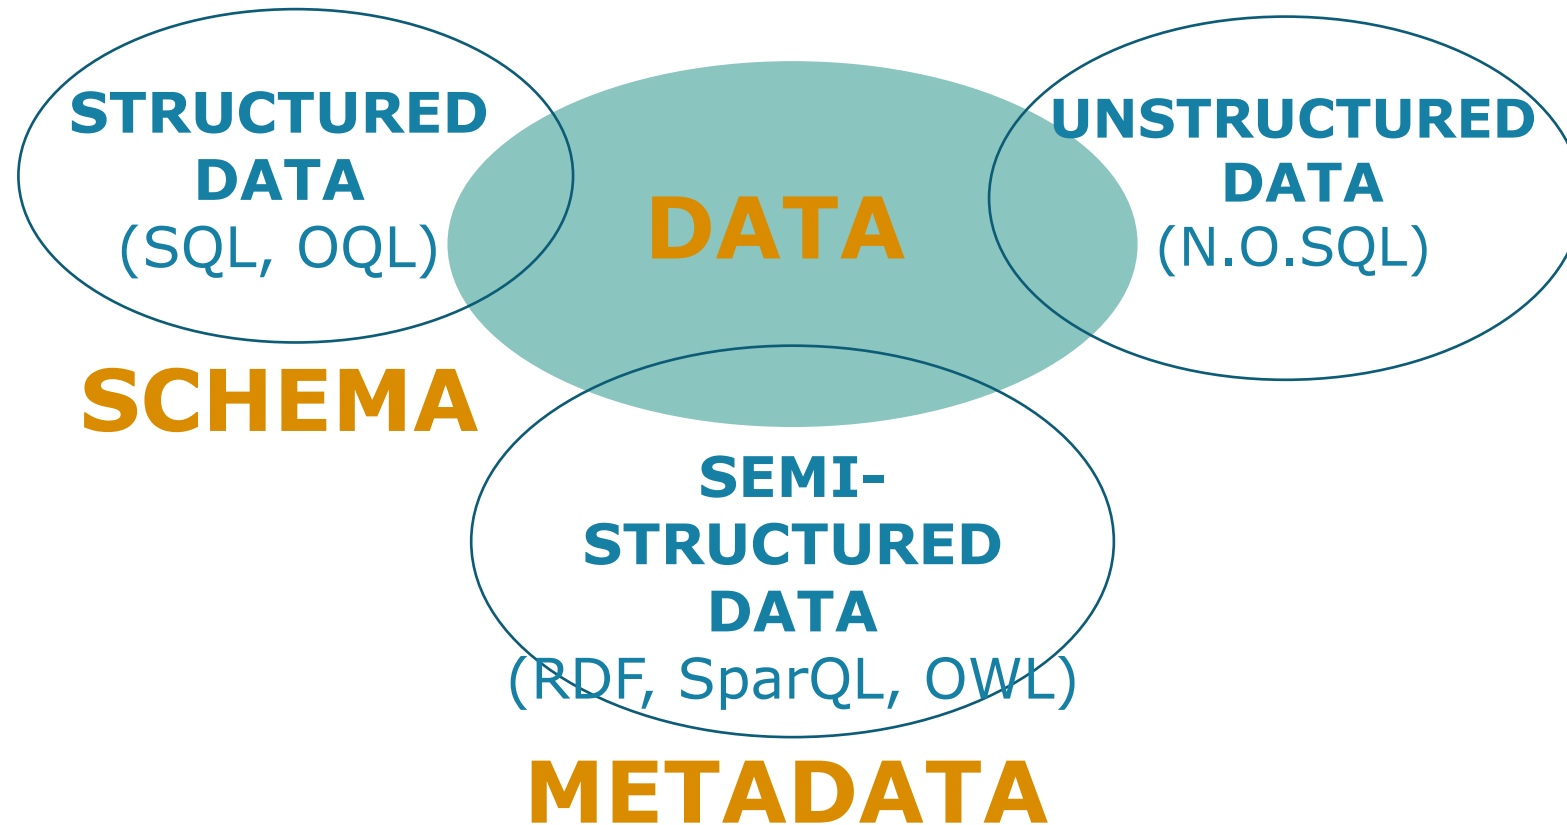 STRUCTURED
DATA
(SQL, OQL)
SCHEMA
DATA
UNSTRUCTURED
DATA
(N.O.SQL)
SEMI-
STRUCTURED
DATA
(RDF, SparQL, OWL)
METADATA